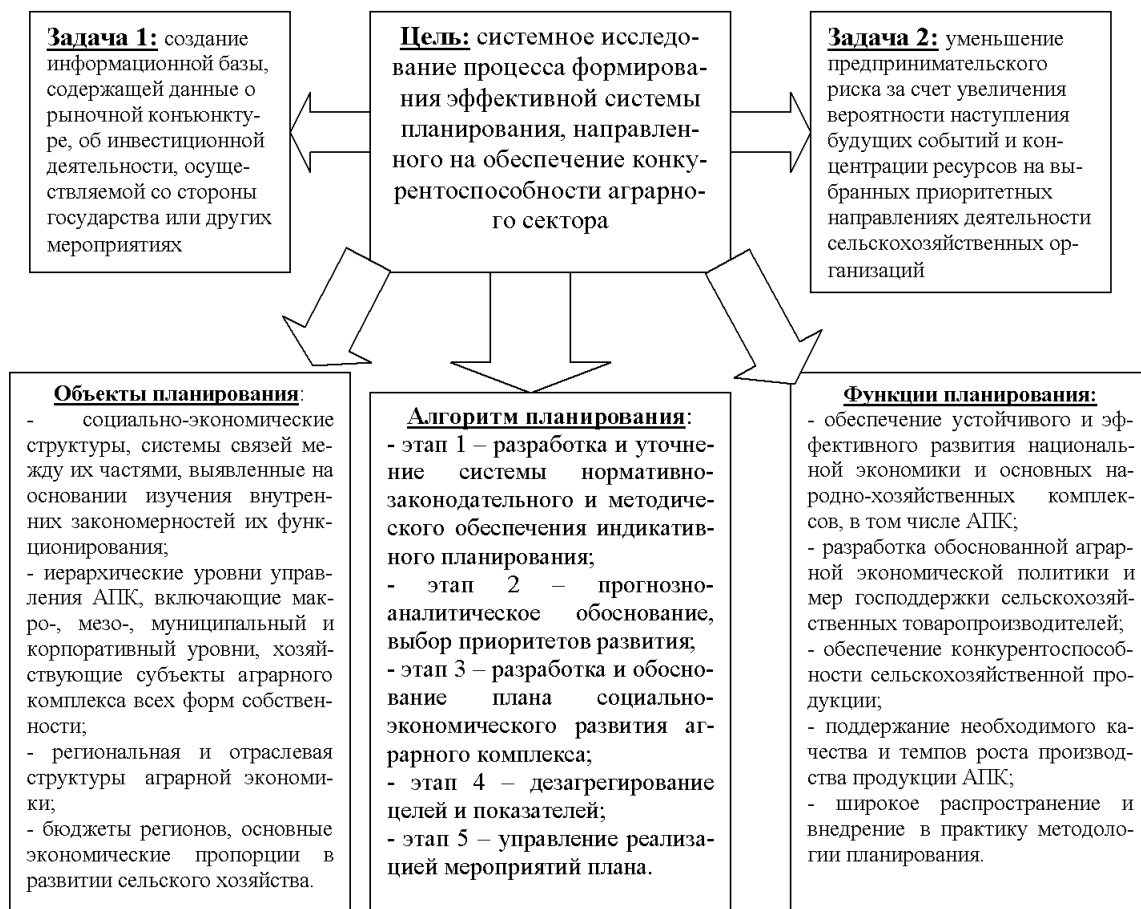 Задача 1: создание
информационной базы,
содержащей данные о
рыночной конъюнкту-
ре, об инвестиционной
деятельности, осуще-
ствляемой со стороны
государства или других
мероприятиях
Цель: системное исследо-
вание процесса формирова-
ния эффективной системы
планирования, направлен-
ного на обеспечение конку-
рентоспособности аграрно-
го сектора
Задача 2: уменьшение
предпринимательского
риска за счет увеличения
вероятности наступления
будущих событий и кон-
центрации ресурсов на вы-
бранных приоритетных
направлениях деятельности
сельскохозяйственных ор-
ганизаций
Объекты планирования:
- социально-экономические
структуры, системы связей ме-
жду их частями, выявленные на
основании изучения внутрен-
них закономерностей их функ-
ционирования;
- иерархические уровни управ-
ления АПК, включающие мак-
ро-, мезо-, муниципальный и
корпоративный уровни, хозяй-
ствующие субъекты аграрного
комплекса всех форм собствен-
ности;
- региональная и отраслевая
структуры аграрной экономи-
ки;
- бюджеты регионов, основные
экономические пропорции в
развитии сельского хозяйства.
Алгоритм планирования:
- этап 1 – разработка и уточне-
ние системы нормативно-
законодательного и методиче-
ского обеспечения индикатив-
ного планирования;
- этап 2 – прогнозно-
аналитическое обоснование,
выбор приоритетов развития;
- этап 3 – разработка и обосно-
вание плана социально-
экономического развития аг-
рарного комплекса;
- этап 4 – дезагрегирование
целей и показателей;
- этап 5 – управление реализа-
цией мероприятий плана.
Функции планирования:
- обеспечение устойчивого и эф-
фективного развития националь-
ной экономики и основных на-
родно-хозяйственных комплек-
сов, в том числе АПК;
- разработка обоснованной аграр-
ной экономической политики и
мер господдержки сельскохозяй-
ственных товаропроизводителей;
- обеспечение конкурентоспособ-
ности сельскохозяйственной про-
дукции;
- поддержание необходимого ка-
чества и темпов роста производ-
ства продукции АПК;
- широкое распространение и
внедрение в практику методоло-
гии планирования.